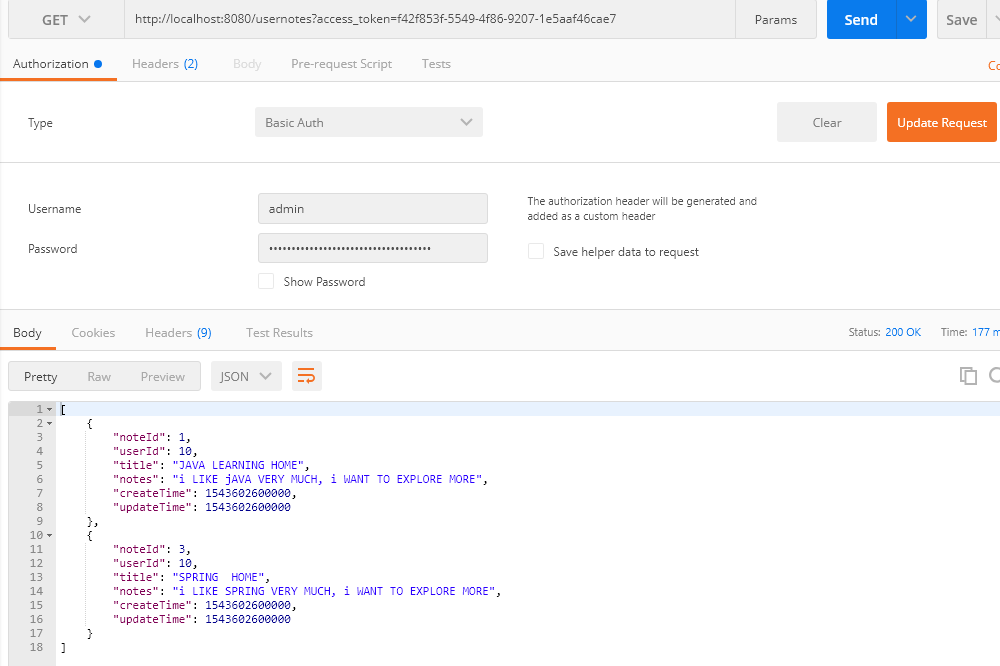 GET http://localhost:8080/usernotes?access_token=f42f853f-5549-4f86-9207-1e5aaf46cae7 Params Send Save
Authorization Headers (2) Body Pre-request Script Tests Co
Type Basic Auth Clear Update Request
Username admin The authorization header will be generated and
added as a custom header
Password •••••••••••••••••••••••••••••••••••• Save helper data to request
Show Password
Body Cookies Headers (9) Test Results Status: 200 OK Time: 177 m
Pretty Raw Preview JSON
1 [
2 {
3 "noteId": 1,
4 "userId": 10,
5 "title": "JAVA LEARNING HOME",
6 "notes": "i LIKE jAVA VERY MUCH, i WANT TO EXPLORE MORE",
7 "createTime": 1543602600000,
8 "updateTime": 1543602600000
9 },
10 {
11 "noteId": 3,
12 "userId": 10,
13 "title": "SPRING  HOME",
14 "notes": "i LIKE SPRING VERY MUCH, i WANT TO EXPLORE MORE",
15 "createTime": 1543602600000,
16 "updateTime": 1543602600000
17 }
18 ]